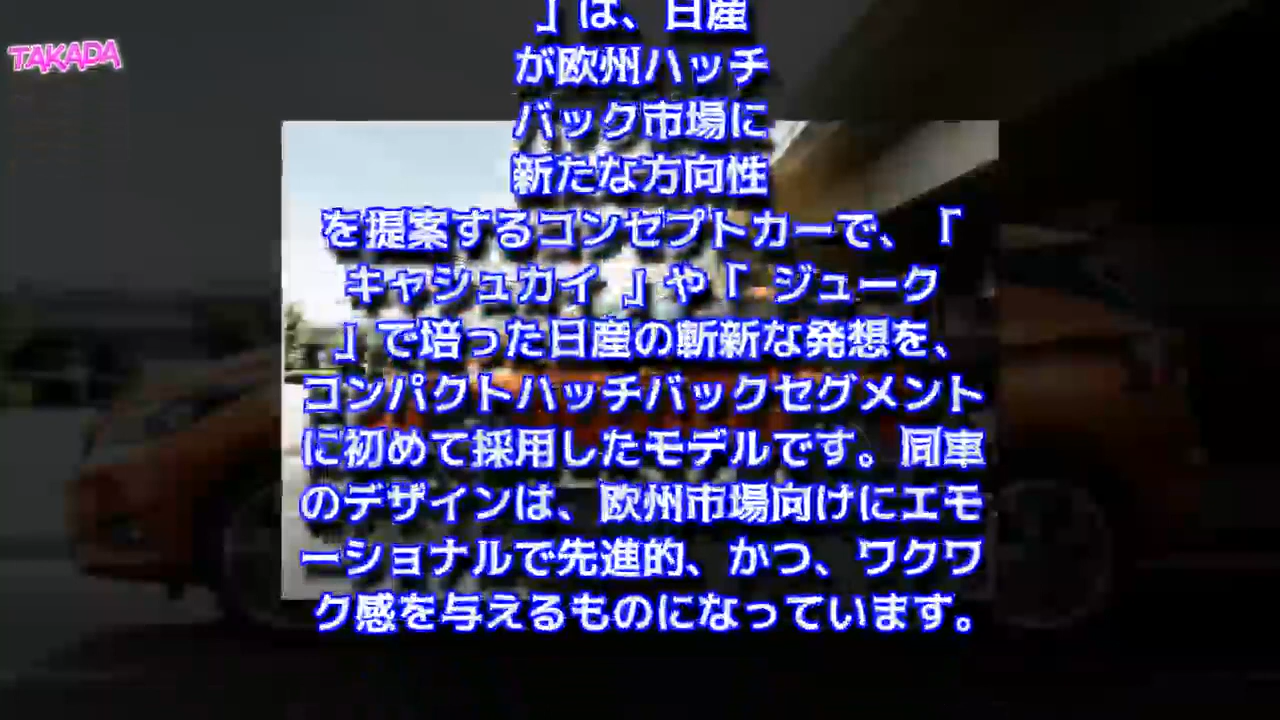 TAKADA
」は、日産
が欧州ハッチ
バック市場に
新たな方向性
を提案するコンセプトカーで、「
キャシュカイ 」や「 ジューク
」で培った日産の斬新な発想を、
コンパクトハッチバックセグメント
に初めて採用したモデルです。同車
のデザインは、欧州市場向けにエモ
ーショナルで先進的、かつ、ワクワ
ク感を与えるものになっています。